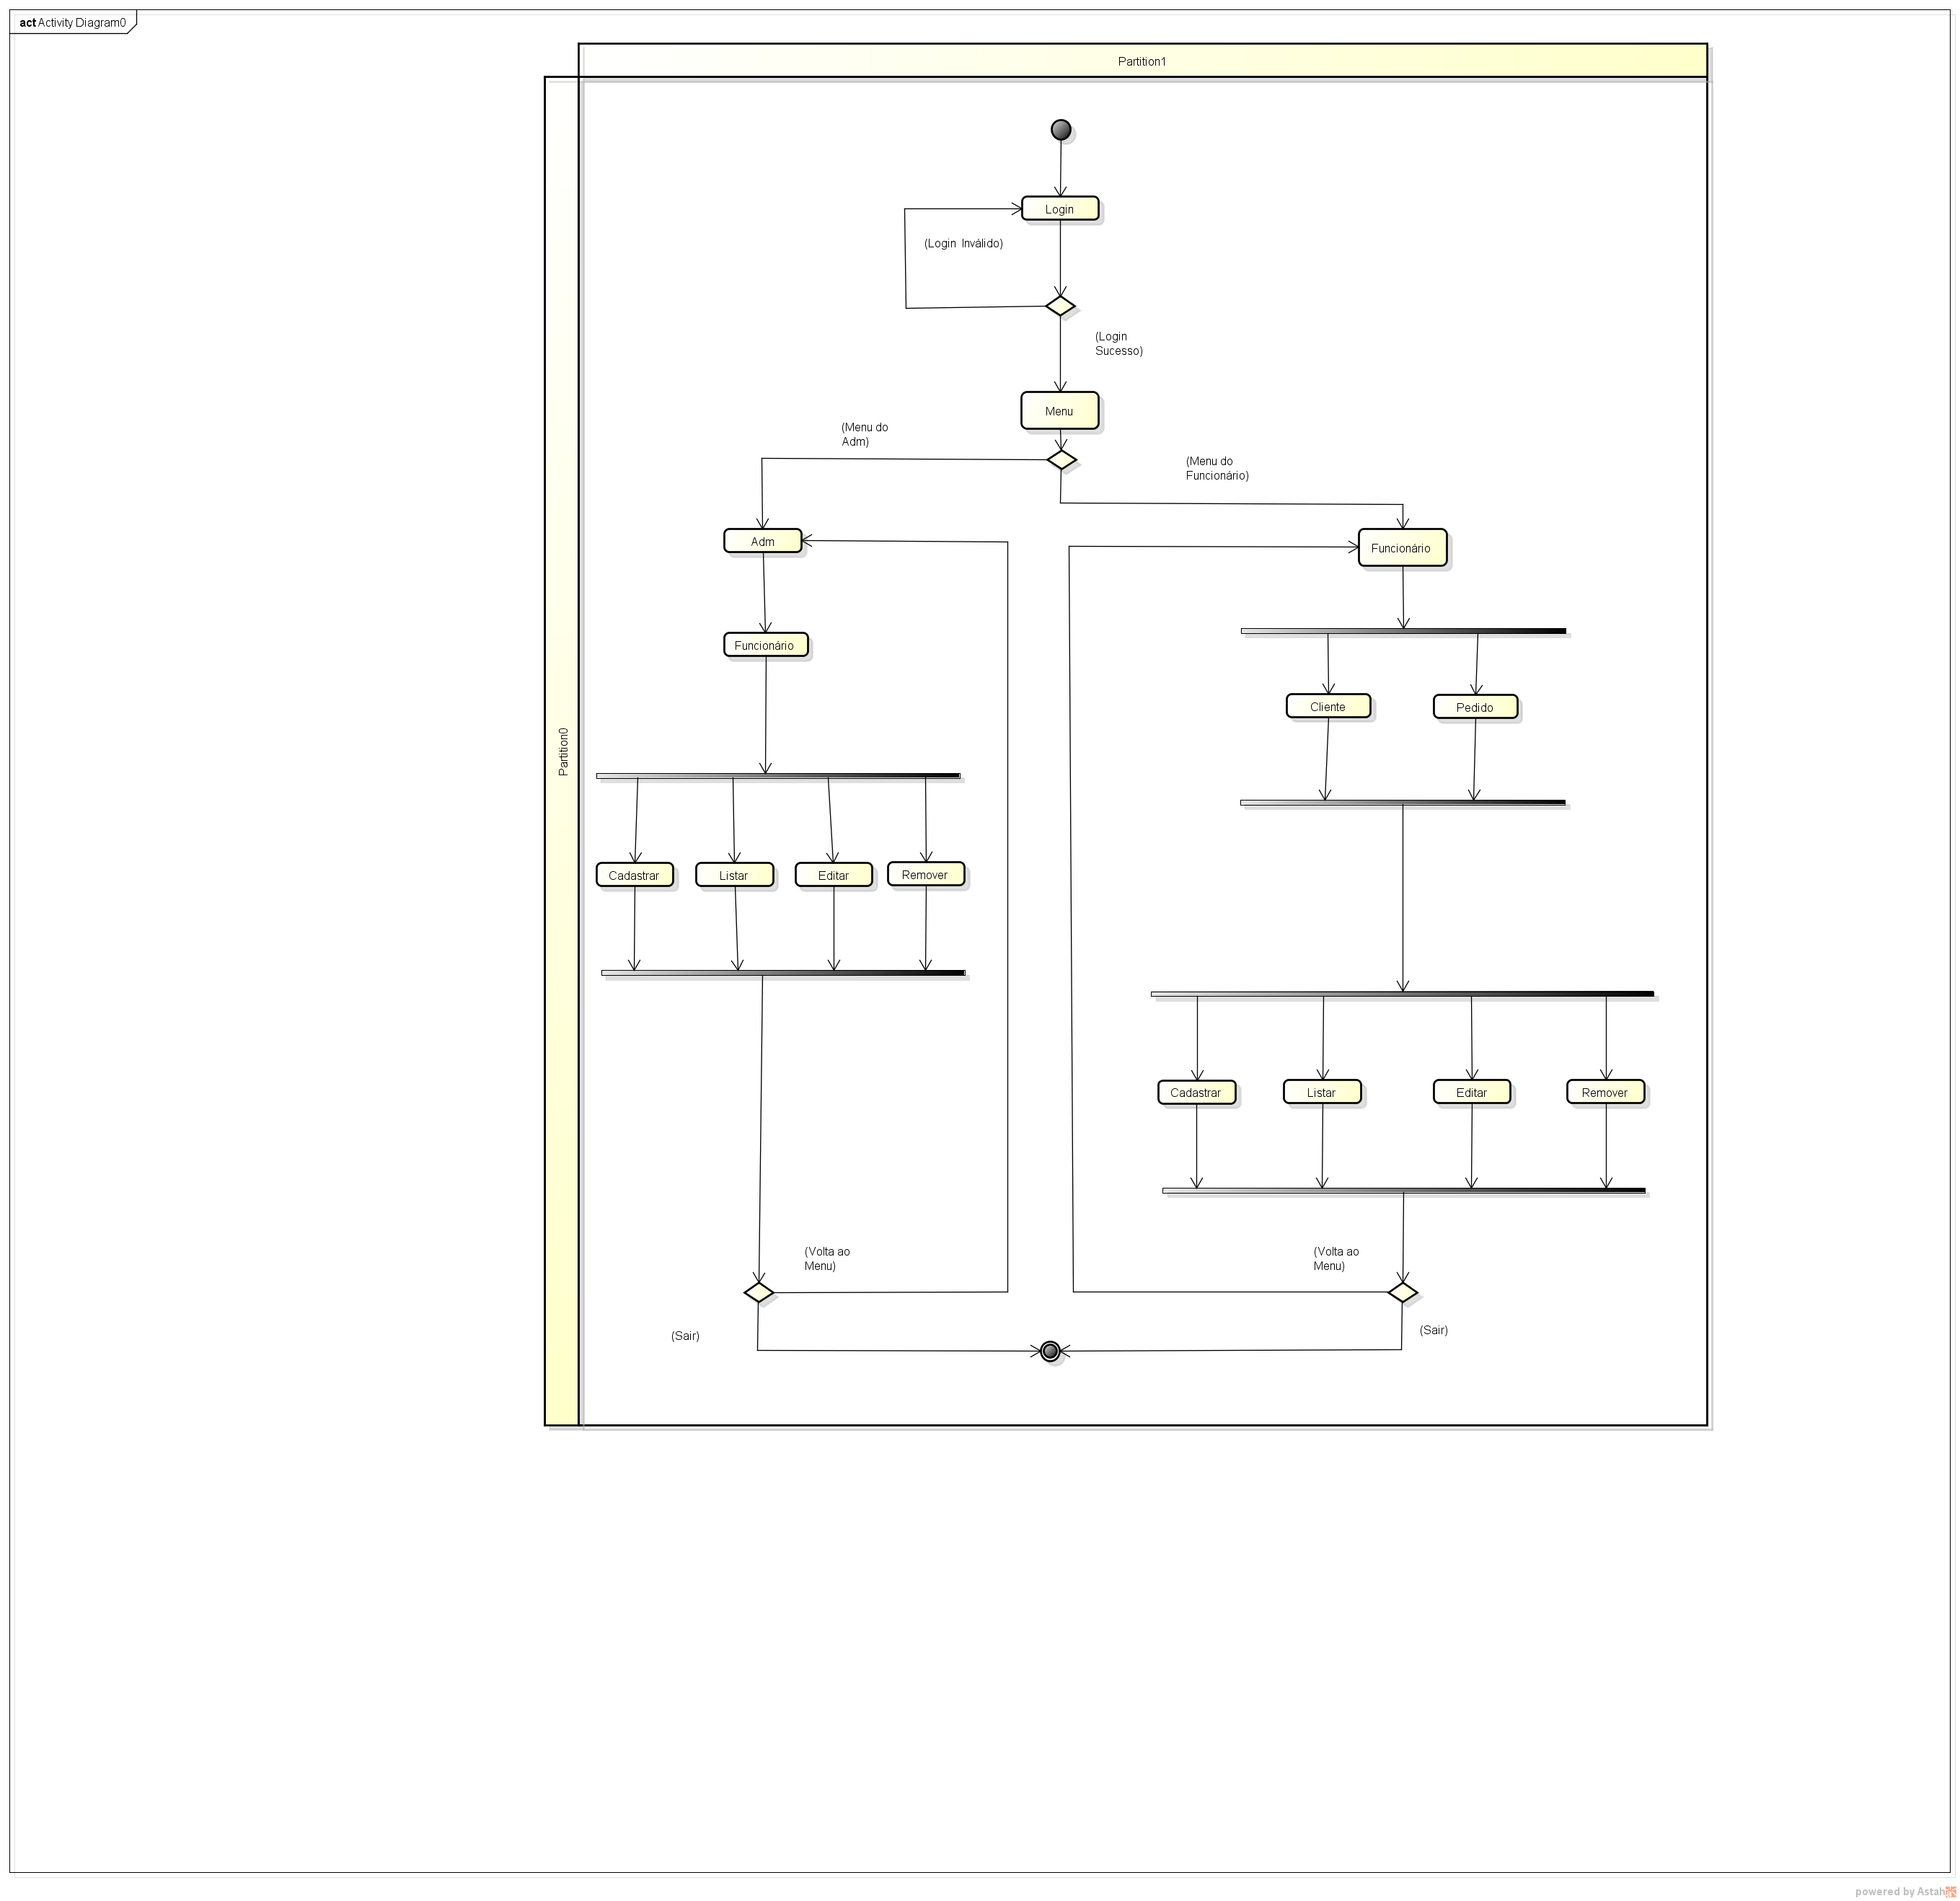 act Activity Diagram0
Partition1
Partition0
Login
(Login Inválido)
(Login
Sucesso)
Menu
(Menu do
Adm)
(Menu do
Funcionário)
Adm
Funcionário
Funcionário
Cliente
Pedido
Cadastrar
Listar
Editar
Remover
Cadastrar
Listar
Editar
Remover
(Volta ao
Menu)
(Volta ao
Menu)
(Sair)
(Sair)
powered by Astah